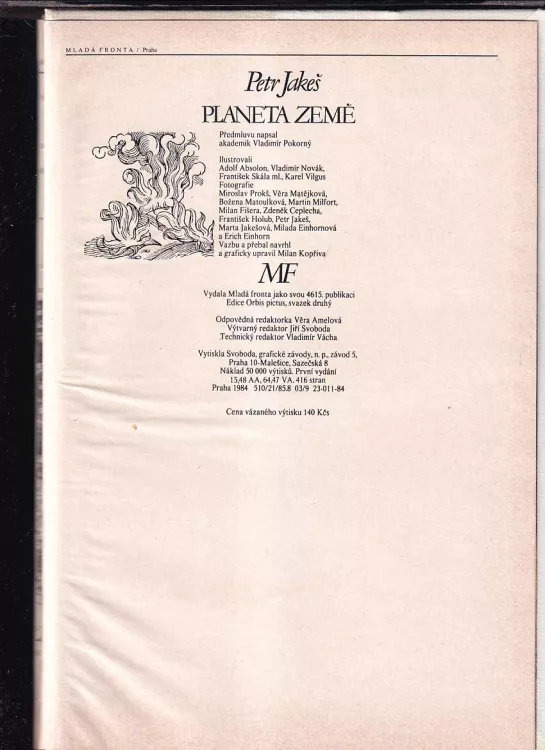 MLADÁ FRONTA / Praha
Petr Jakeš
PLANETA ZEMĚ
Předmluvu napsal
akademik Vladimír Pokorný
Ilustrovali
Adolf Absolon, Vladimír Novák,
František Skála ml., Karel Vilgus
Fotografie
Miroslav Prokš, Věra Matějková,
Božena Matoulková, Martin Milfort,
Milan Fišera, Zdeněk Ceplecha,
František Holub, Petr Jakeš,
Marta Jakešová, Milada Einhornová
a Erich Einhorn
Vazbu a přebal navrhl
a graficky upravil Milan Kopřiva
MF
Vydala Mladá fronta jako svou 4615. publikaci
Edice Orbis pictus, svazek druhý
Odpovědná redaktorka Věra Amelová
Výtvarný redaktor Jiří Svoboda
Technický redaktor Vladimír Vácha
Vytiskla Svoboda, grafické závody, n. p., závod 5,
Praha 10-Malešice, Sazečská 8
Náklad 50 000 výtisků. První vydání
15,48 AA, 64,47 VA. 416 stran
Praha 1984 510/21/85.8 03/9 23-011-84
Cena vázaného výtisku 140 Kčs